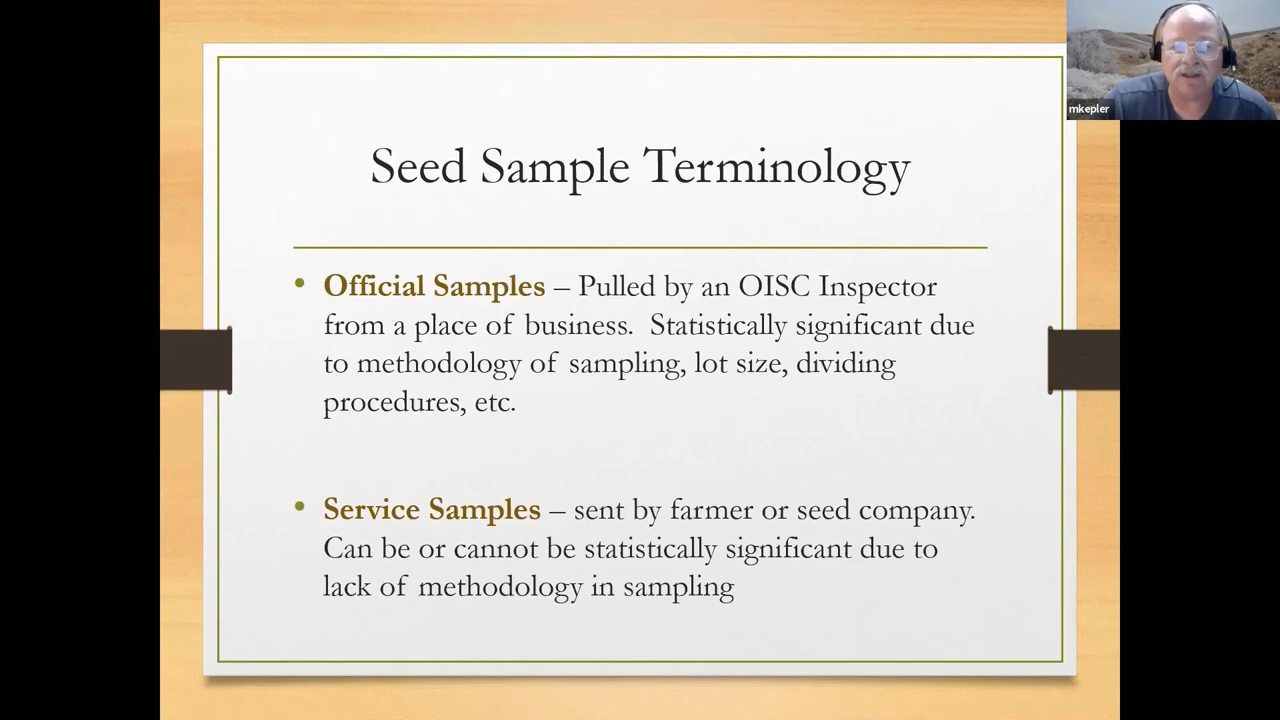 mkepler
Seed Sample Terminology
• Official Samples – Pulled by an OISC Inspector
from a place of business.  Statistically significant due
to methodology of sampling, lot size, dividing
procedures, etc.
• Service Samples – sent by farmer or seed company.
Can be or cannot be statistically significant due to
lack of methodology in sampling